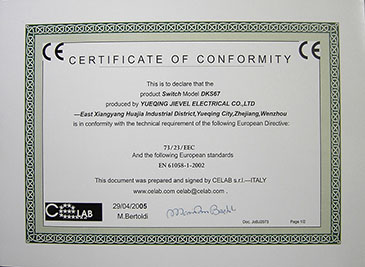 CE CERTIFICATE OF CONFORMITY CE
This is to declare that the
product Switch Model DKS67
produced by YUEQING JIEVEL ELECTRICAL CO.,LTD
—East Xiangyang Huajia Industrial District,Yueqing City,Zhejiang,Wenzhou
is in conformity with the technical requirement of the following European Directive:
73/23/EEC
And the following European standards
EN 61058-1-2002
This document was prepared and signed by CELAB s.r.l.—ITALY
www.celab.com celab@celab.com .
CELAB
29/04/2005
M.Bertoldi
Page 1/2